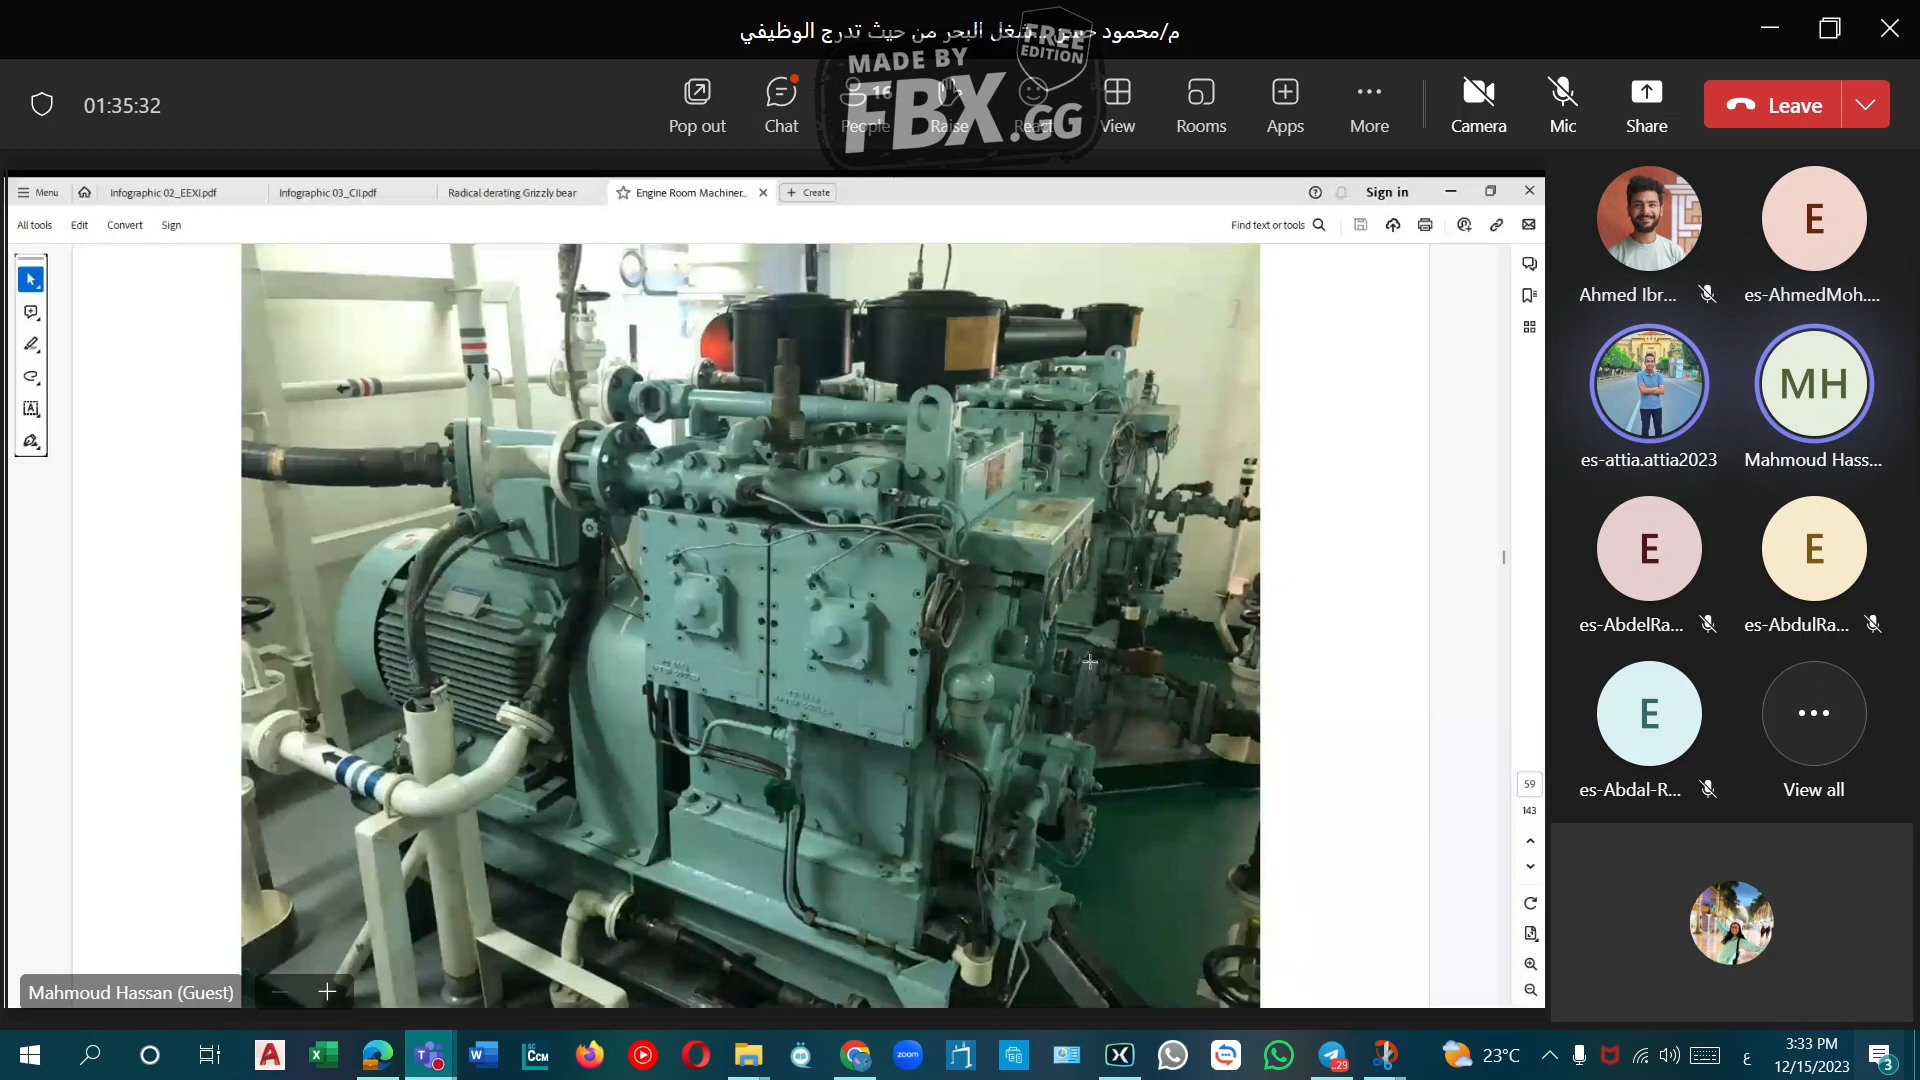 م/محمود حسن ... شغل البحر من حيث تدرج الوظيفي
MADE BY
FBX.GG
FREE
EDITION
01:35:32
Pop out
Chat
People
16
Raise
React
View
Rooms
Apps
More
Camera
Mic
Share
Leave
Menu
Infographic 02_EEXI.pdf
Infographic 03_CII.pdf
Radical derating Grizzly bear
Engine Room Machiner...
Create
Sign in
All tools
Edit
Convert
Sign
Find text or tools
59
143
Mahmoud Hassan (Guest)
Ahmed Ibr...
E
es-AhmedMoh....
es-attia.attia2023
MH
Mahmoud Hass...
E
es-AbdelRa...
E
es-AbdulRa...
E
es-Abdal-R...
View all
A
SC
Ccm
zoom
..29
23°C
ع
3:33 PM
12/15/2023
3